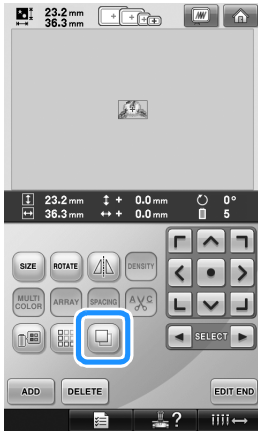 23.2 mm
36.3 mm
23.2 mm + 0.0 mm 0°
36.3 mm + 0.0 mm 5
SIZE ROTATE DENSITY
MULTI COLOR ARRAY SPACING A C
SELECT
ADD DELETE EDIT END
?